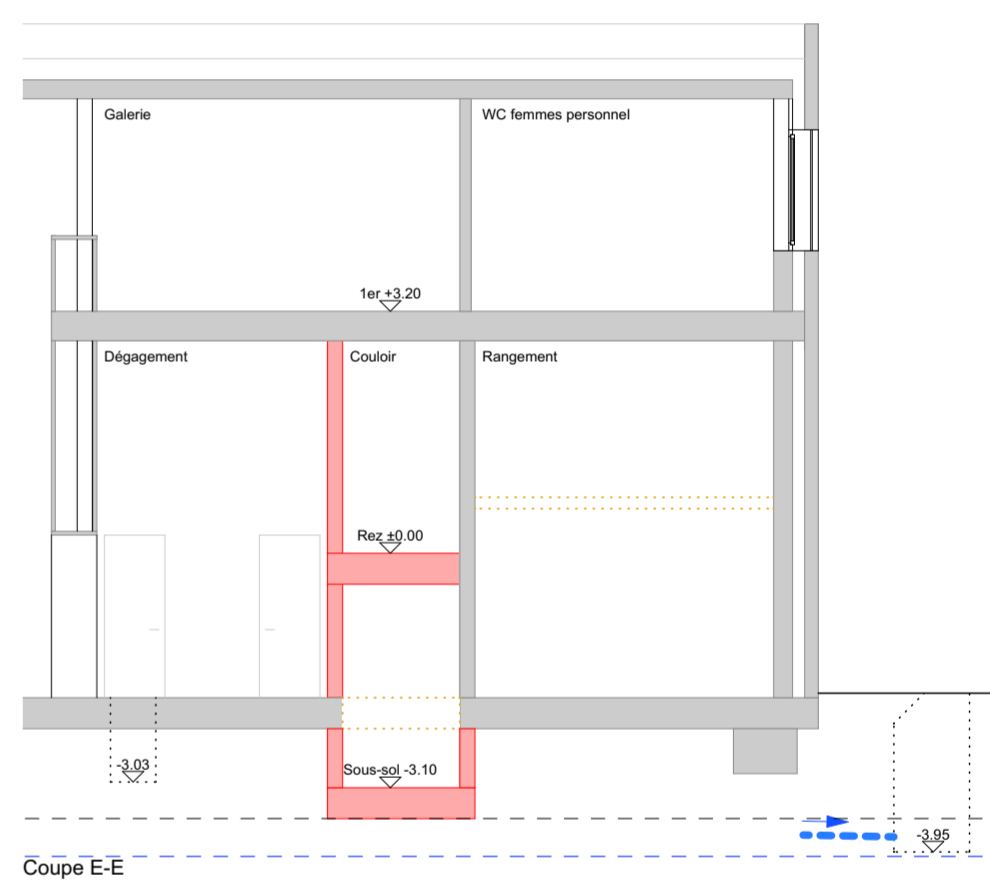 Galerie
WC femmes personnel
1er +3.20
Dégagement
Couloir
Rangement
Rez ±0.00
-3.03
Sous-sol -3.10
-3.95
Coupe E-E